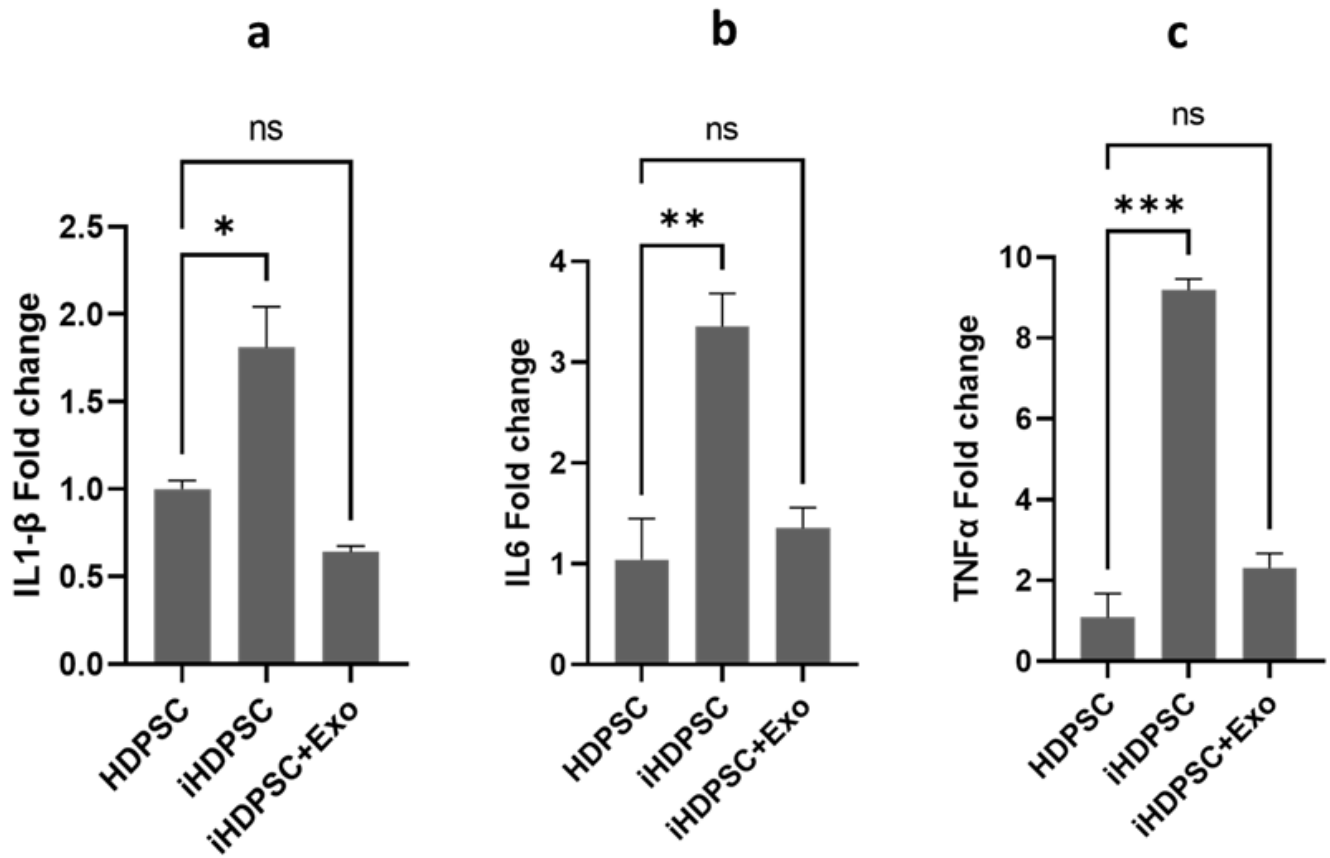 a
ns
*
IL1-β Fold change
2.5
2.0
1.5
1.0
0.5
0.0
HDPSC
iHDPSC
iHDPSC+Exo
b
ns
**
IL6 Fold change
4
3
2
1
0
HDPSC
iHDPSC
iHDPSC+Exo
c
ns
***
TNFα Fold change
10
8
6
4
2
0
HDPSC
iHDPSC
iHDPSC+Exo